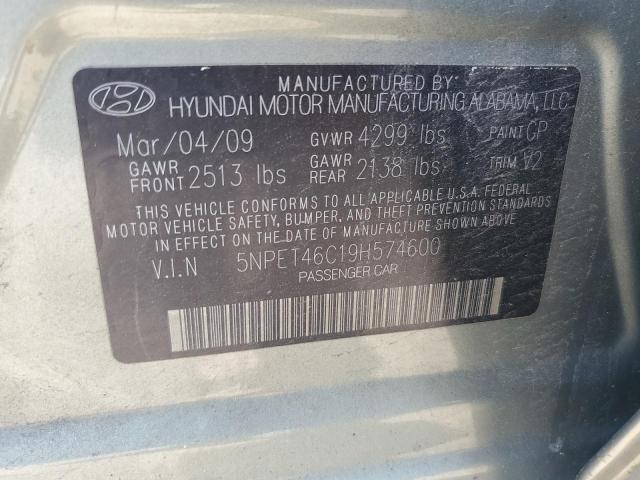 MANUFACTURED BY:
HYUNDAI MOTOR MANUFACTURING ALABAMA, LLC
Mar/04/09 GVWR 4299 lbs PAINT CP
GAWR FRONT 2513 lbs GAWR REAR 2138 lbs TRIM V2
THIS VEHICLE CONFORMS TO ALL APPLICABLE U.S.A. FEDERAL
MOTOR VEHICLE SAFETY, BUMPER, AND THEFT PREVENTION STANDARDS
IN EFFECT ON THE DATE OF MANUFACTURE SHOWN ABOVE
V.I.N 5NPET46C19H574600
PASSENGER CAR